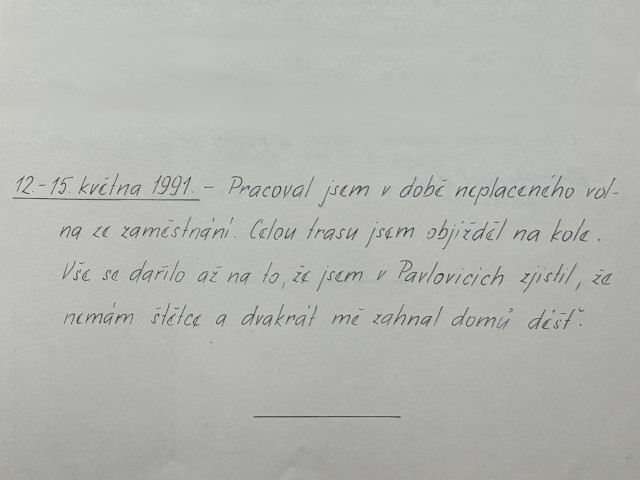 12.-15. května 1991. - Pracoval jsem v době neplaceného vol-
na ze zaměstnání. Celou trasu jsem objížděl na kole.
Vše se dařilo až na to, že jsem v Pavlovicích zjistil, že
nemám štětce a dvakrát mě zahnal domů déšť.